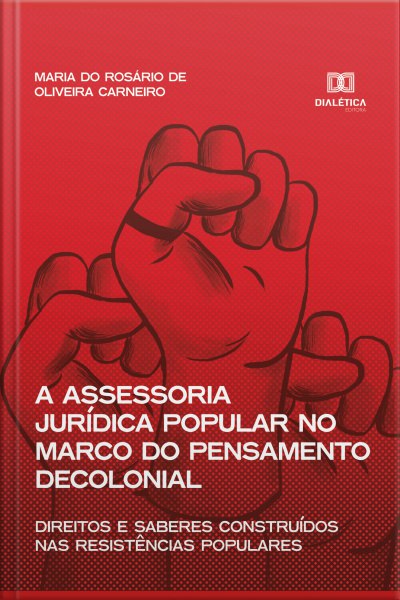 MARIA DO ROSÁRIO DE
OLIVEIRA CARNEIRO
DIALÉTICA
EDITORA
A ASSESSORIA
JURÍDICA POPULAR NO
MARCO DO PENSAMENTO
DECOLONIAL
DIREITOS E SABERES CONSTRUÍDOS
NAS RESISTÊNCIAS POPULARES